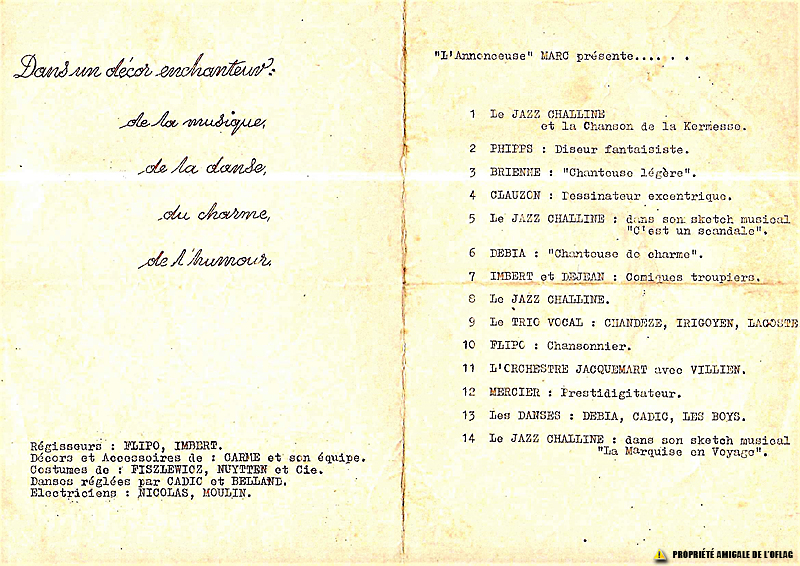 Dans un décor enchanteur :
de la musique,
de la danse,
du charme,
de l'humour.
Régisseurs : FLIPO, IMBERT.
Décors et Accessoires de : CARME et son équipe.
Costumes de : FISZLEWICZ, NUYTTEN et Cie.
Danses réglées par CADIC et BELLAND.
Electriciens : NICOLAS, MOULIN.
"L'Annonceuse" MARC présente......
1 Le JAZZ CHALLINE
et la Chanson de la Kermesse.
2 PHIPPS : Diseur fantaisiste.
3 BRIENNE : "Chanteuse légère".
4 CLAUZON : Dessinateur excentrique.
5 Le JAZZ CHALLINE : dans son sketch musical
"C'est un scandale".
6 DEBIA : "Chanteuse de charme".
7 IMBERT et DEJEAN : Comiques troupiers.
8 Le JAZZ CHALLINE.
9 Le TRIO VOCAL : CHANDEZE, IRIGOYEN, LAGOSTE
10 FLIPO : Chansonnier.
11 L'ORCHESTRE JACQUEMART avec VILLIEN.
12 MERCIER : Prestidigitateur.
13 Les DANSES : DEBIA, CADIC, LES BOYS.
14 Le JAZZ CHALLINE : dans son sketch musical
"La Marquise en Voyage".
PROPRIÉTÉ AMICALE DE L'OFLAG